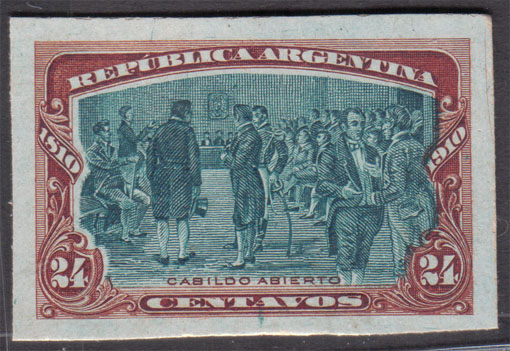 REPÚBLICA ARGENTINA
1810
1910
CABILDO ABIERTO
24
CENTAVOS
24